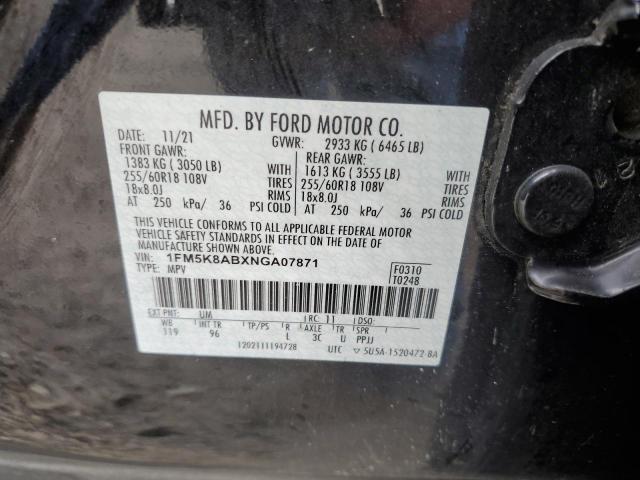 MFD. BY FORD MOTOR CO.
DATE: 11/21 GVWR: 2933 KG ( 6465 LB)
FRONT GAWR: REAR GAWR:
1383 KG ( 3050 LB) WITH 1613 KG ( 3555 LB) WITH
255/60R18 108V TIRES 255/60R18 108V TIRES
18x8.0J RIMS 18x8.0J RIMS
AT 250 kPa/ 36 PSI COLD AT 250 kPa/ 36 PSI COLD
THIS VEHICLE CONFORMS TO ALL APPLICABLE FEDERAL MOTOR
VEHICLE SAFETY STANDARDS IN EFFECT ON THE DATE OF
MANUFACTURE SHOWN ABOVE.
VIN: 1FM5K8ABXNGA07871 F0310
TYPE: MPV T0248
EXT PNT: UM RC: 11 DSO:
WB INT TR TP/PS R AXLE TR SPR
119 96 L 3C U PPJJ
1202111194728 UTC 5U5A-1520472-BA